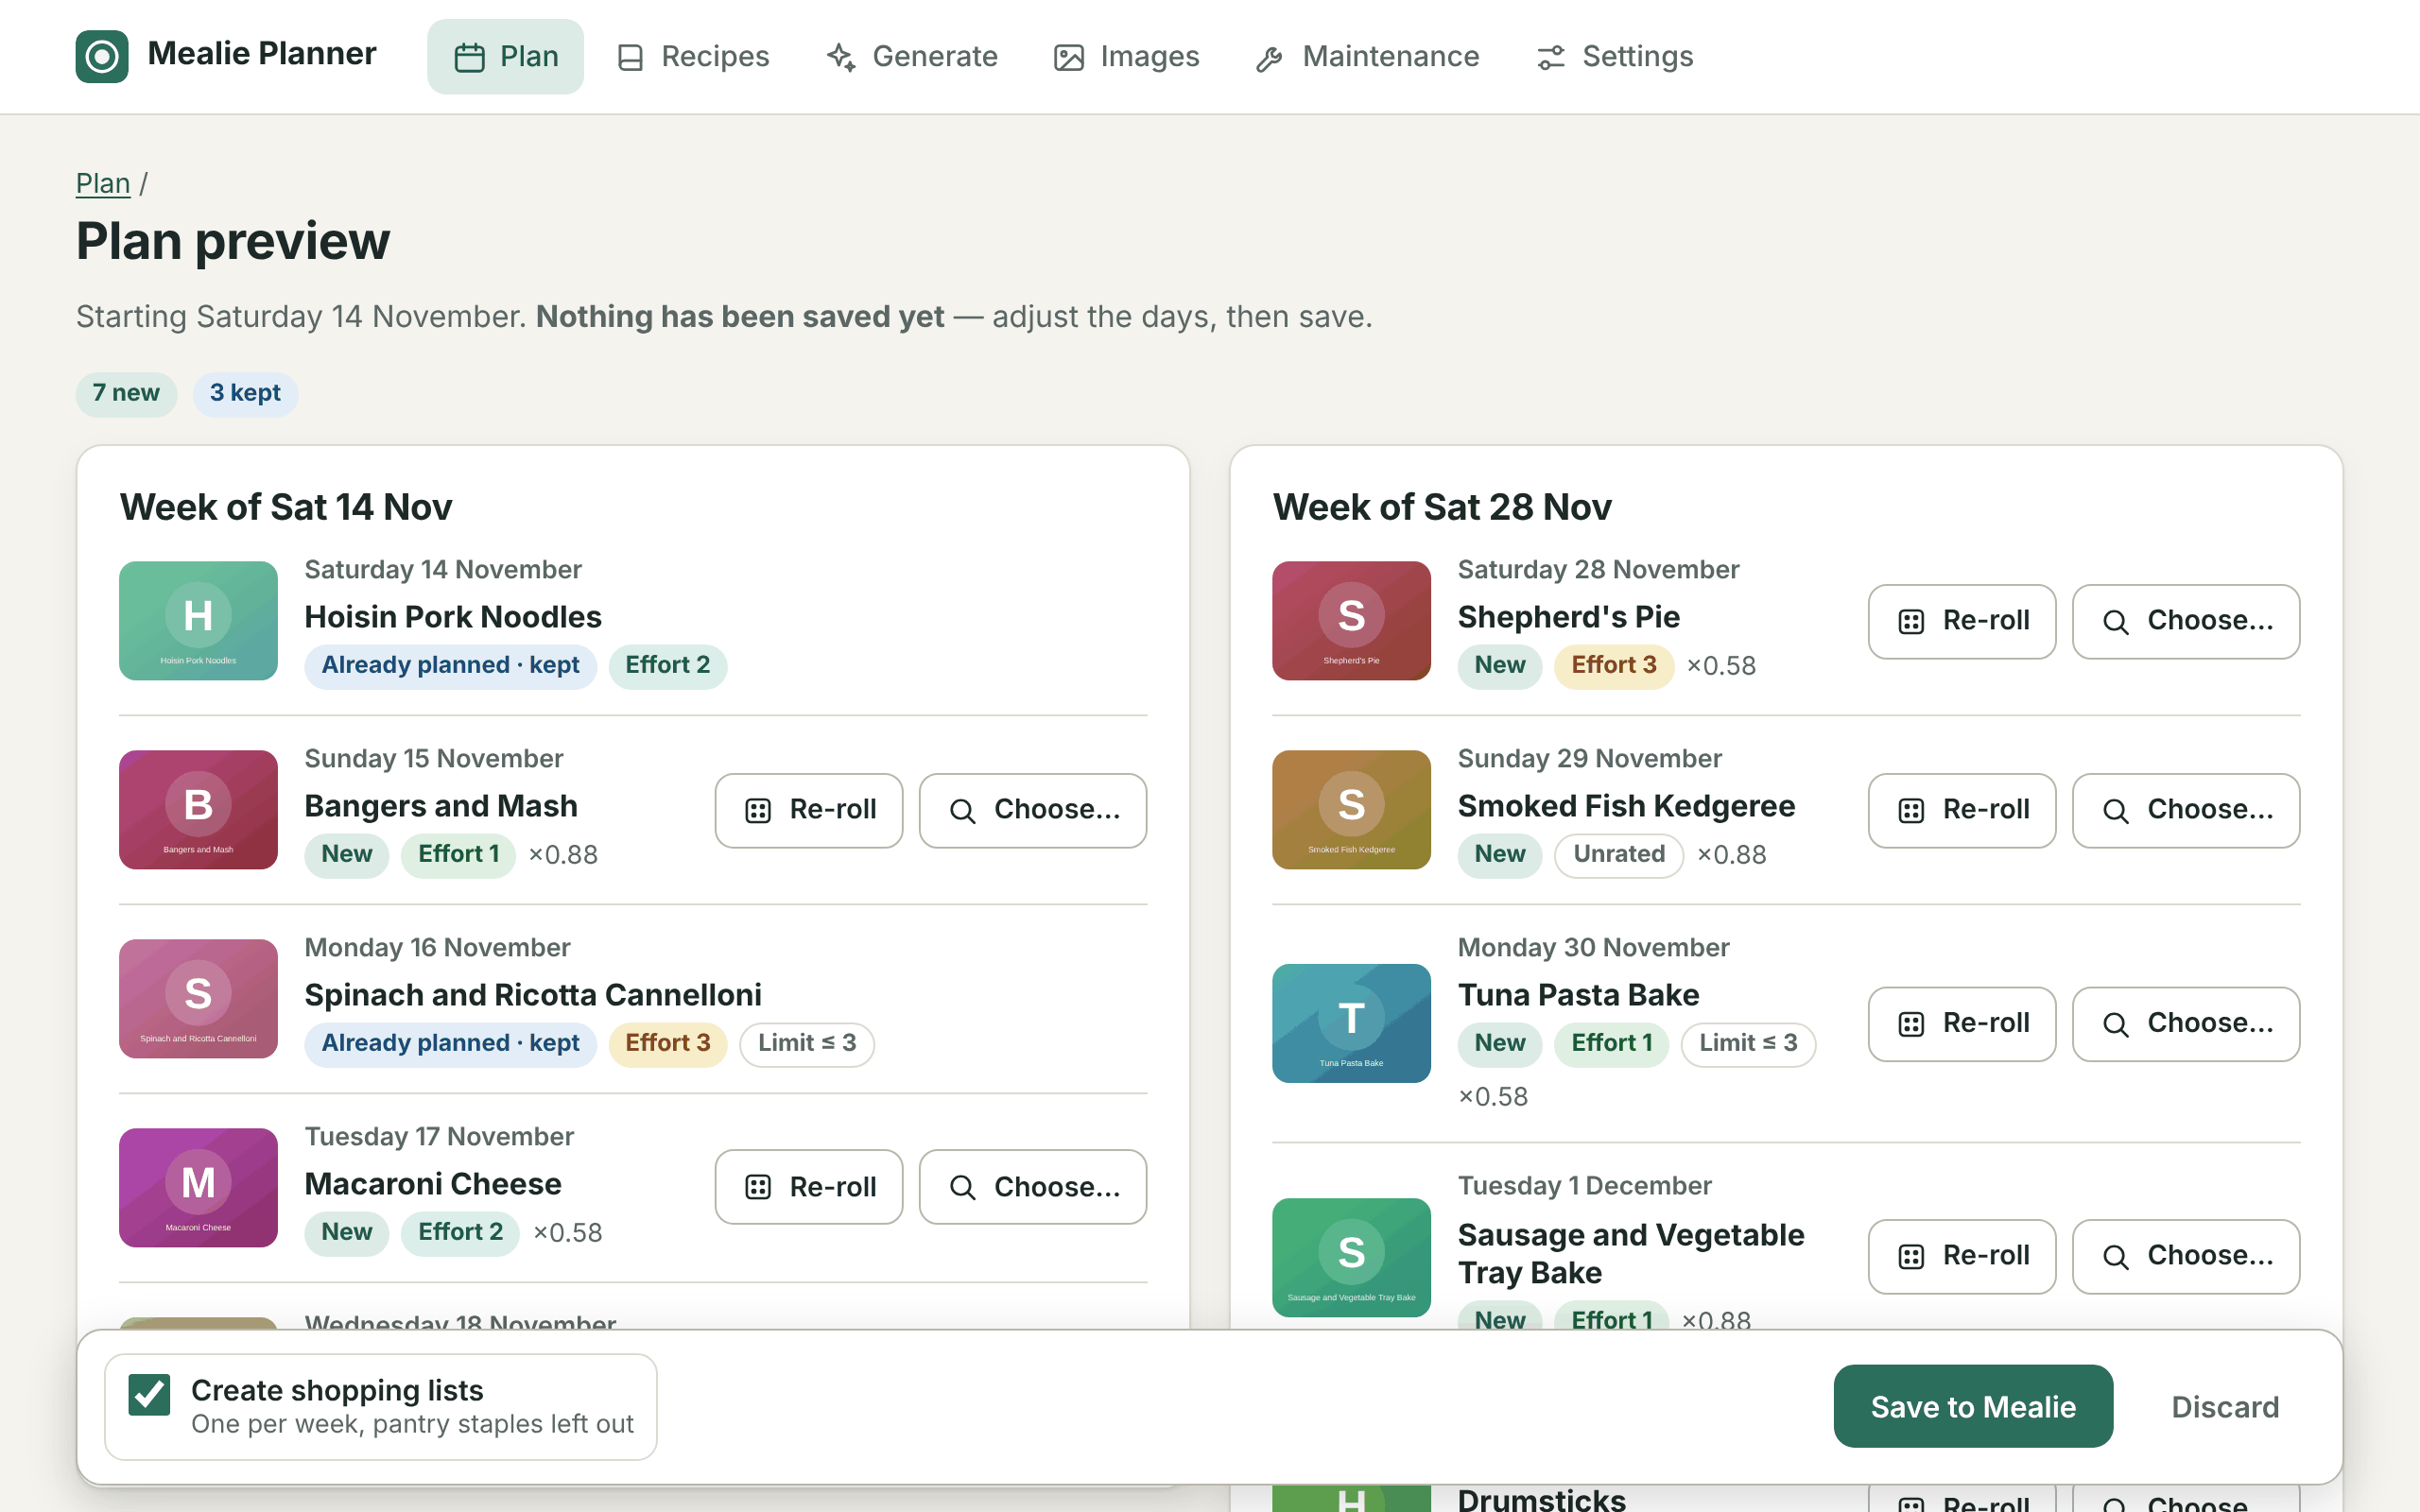 Mealie Planner
Plan
Recipes
Generate
Images
Maintenance
Settings
Plan /
Plan preview
Starting Saturday 14 November. Nothing has been saved yet — adjust the days, then save.
7 new
3 kept
Week of Sat 14 Nov
H
Hoisin Pork Noodles
Saturday 14 November
Hoisin Pork Noodles
Already planned · kept
Effort 2
B
Bangers and Mash
Sunday 15 November
Bangers and Mash
New
Effort 1
×0.88
Re-roll
Choose...
S
Spinach and Ricotta Cannelloni
Monday 16 November
Spinach and Ricotta Cannelloni
Already planned · kept
Effort 3
Limit ≤ 3
M
Macaroni Cheese
Tuesday 17 November
Macaroni Cheese
New
Effort 2
×0.58
Re-roll
Choose...
Wednesday 18 November
Week of Sat 28 Nov
S
Shepherd's Pie
Saturday 28 November
Shepherd's Pie
New
Effort 3
×0.58
Re-roll
Choose...
S
Smoked Fish Kedgeree
Sunday 29 November
Smoked Fish Kedgeree
New
Unrated
×0.88
Re-roll
Choose...
T
Tuna Pasta Bake
Monday 30 November
Tuna Pasta Bake
New
Effort 1
Limit ≤ 3
×0.58
Re-roll
Choose...
S
Sausage and Vegetable Tray Bake
Tuesday 1 December
Sausage and Vegetable
Tray Bake
New
Effort 1
×0.88
Re-roll
Choose...
H
Drumsticks
Re-roll
Choose...
Create shopping lists
One per week, pantry staples left out
Save to Mealie
Discard